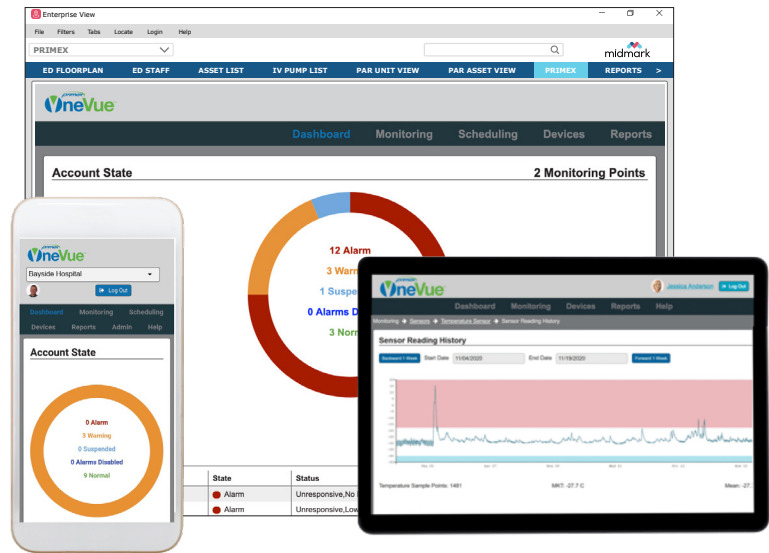 Enterprise View
File Filters Tabs Locate Login Help
PRIMEX
midmark
ED FLOORPLAN ED STAFF ASSET LIST IV PUMP LIST PAR UNIT VIEW PAR ASSET VIEW PRIMEX REPORTS >
primex
OneVue
Dashboard Monitoring Scheduling Devices Reports
Account State 2 Monitoring Points
12 Alarm
3 Warn
1 Suspe
0 Alarms D
3 Norm
State Status
Alarm Unresponsive,No
Alarm Unresponsive,Low
primex
OneVue
Bayside Hospital
Log Out
Dashboard Monitoring Scheduling
Devices Reports Admin Help
Account State
0 Alarm
3 Warning
0 Suspended
0 Alarms Disabled
9 Normal
primex
OneVue
Jessica Anderson Log Out
Dashboard Monitoring Devices Reports Help
Monitoring → Sensors → Temperature Sensor → Sensor Reading History
Sensor Reading History
Backward 1 Week Start Date 11/04/2020 End Date 11/19/2020 Forward 1 Week
Temperature Sample Points: 1481 MKT: -27.7 C Mean: -27.